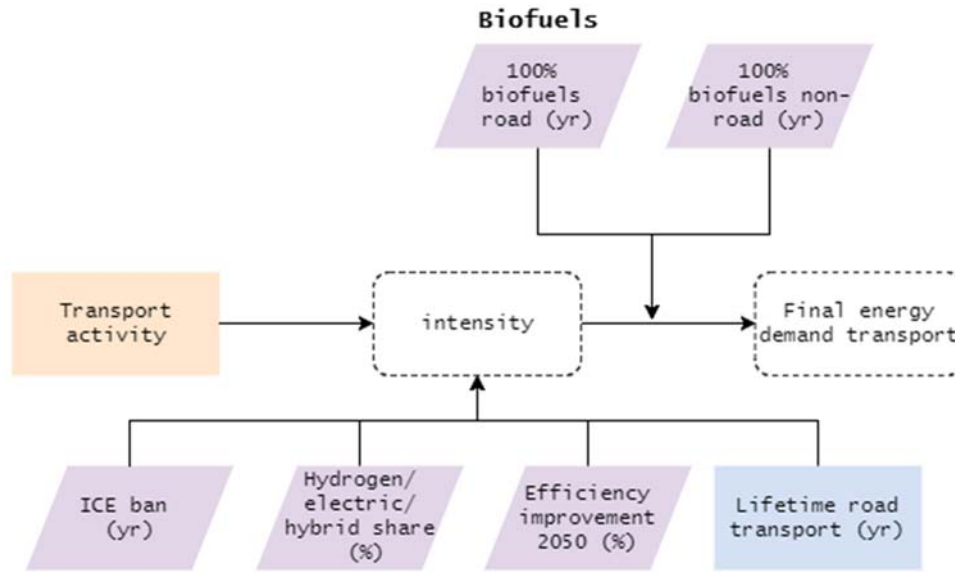 Biofuels
100%
biofuels
road (yr)
100%
biofuels non-
road (yr)
Transport
activity
intensity
Final energy
demand transport
ICE ban
(yr)
Hydrogen/
electric/
hybrid share
(%)
Efficiency
improvement
2050 (%)
Lifetime road
transport (yr)